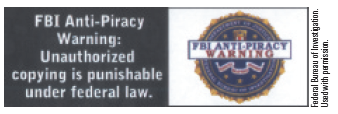 FBI Anti-Piracy
Warning:
Unauthorized
copying is punishable
under federal law.
FBI ANTI-PIRACY
WARNING
Federal Bureau of Investigation.
Used with permission.